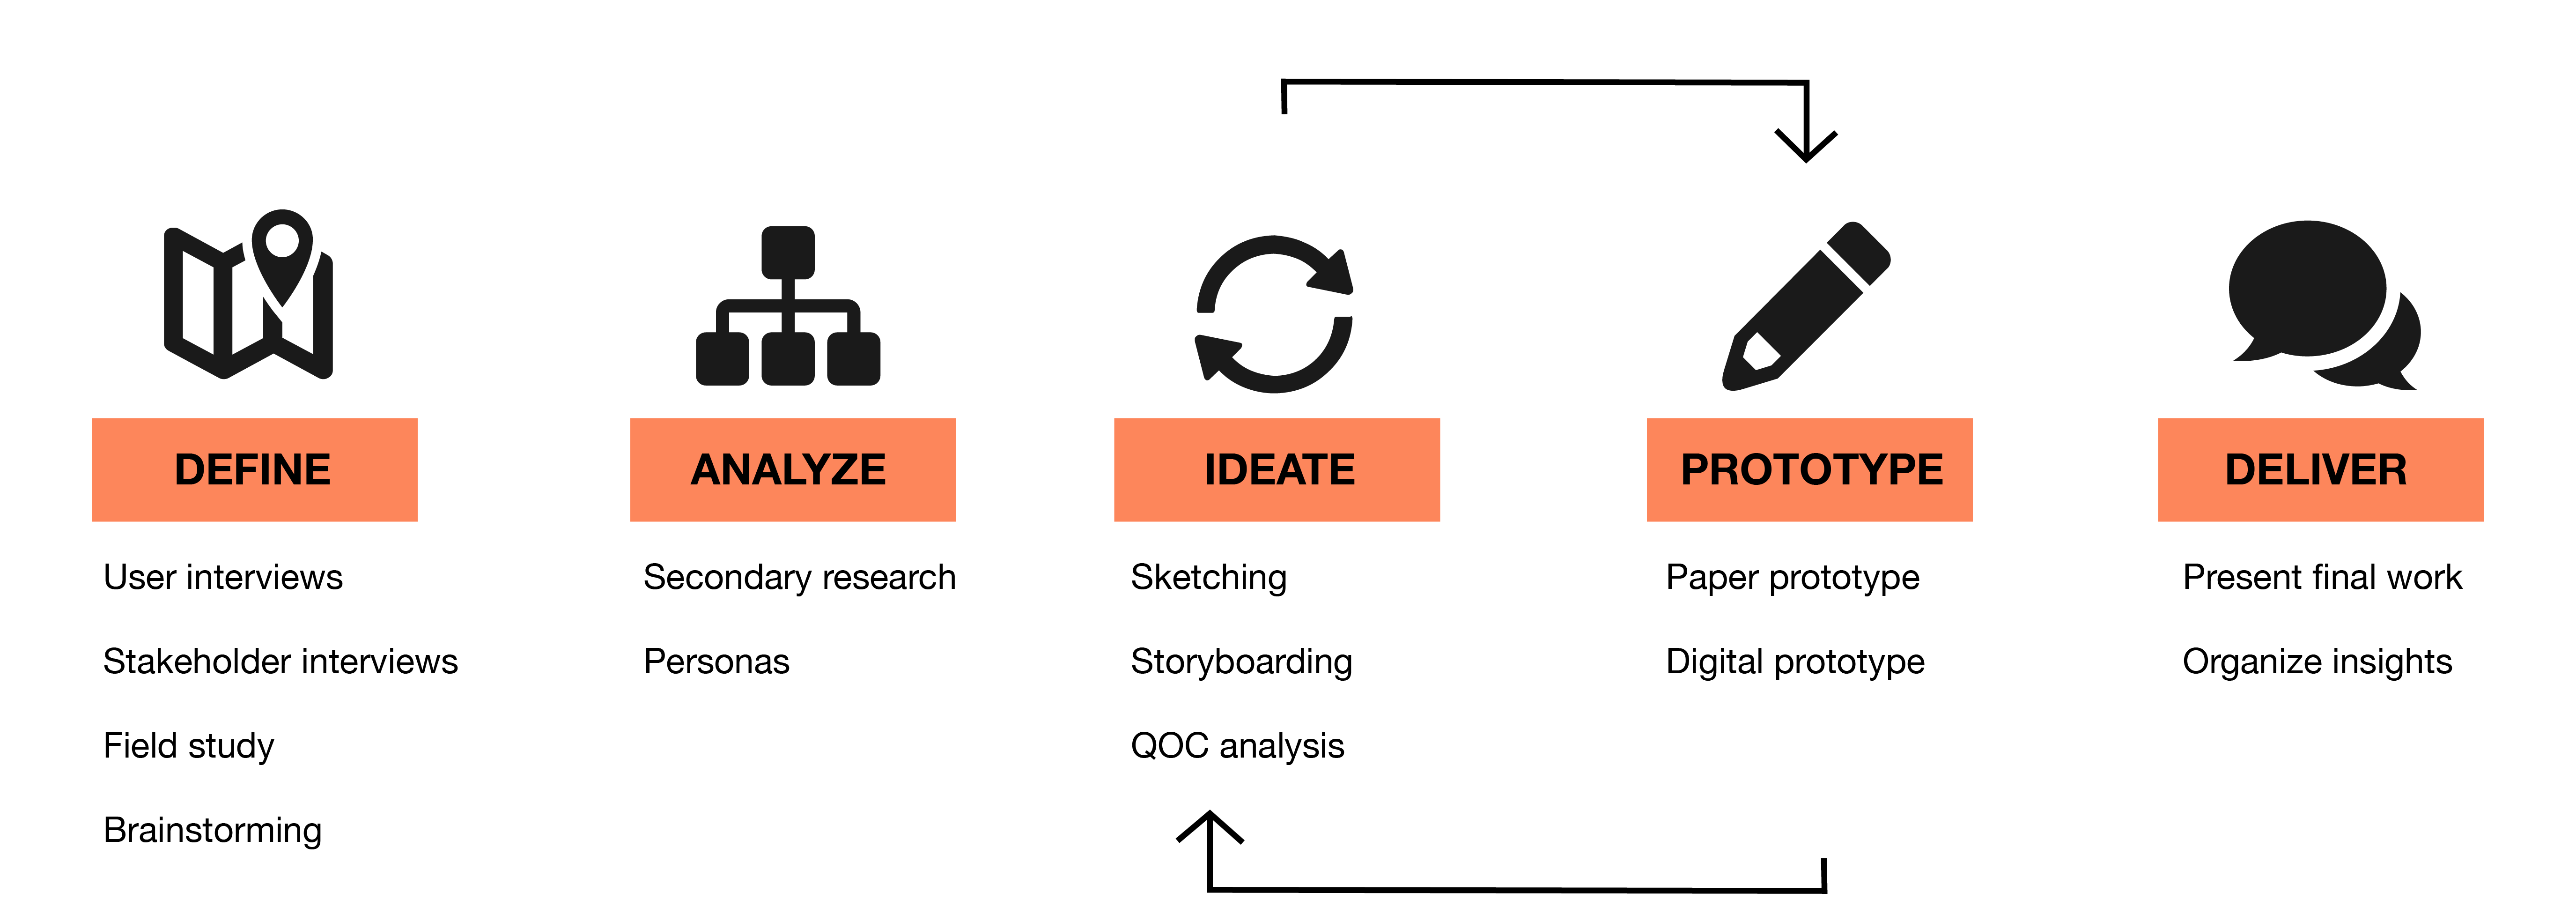 DEFINE
User interviews
Stakeholder interviews
Field study
Brainstorming
ANALYZE
Secondary research
Personas
IDEATE
Sketching
Storyboarding
QOC analysis
PROTOTYPE
Paper prototype
Digital prototype
DELIVER
Present final work
Organize insights